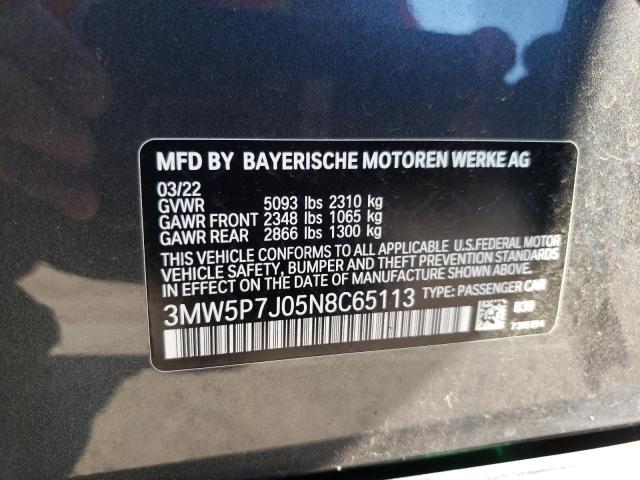 MFD BY BAYERISCHE MOTOREN WERKE AG
03/22
GVWR 5093 lbs 2310 kg
GAWR FRONT 2348 lbs 1065 kg
GAWR REAR 2866 lbs 1300 kg
THIS VEHICLE CONFORMS TO ALL APPLICABLE U.S.FEDERAL MOTOR
VEHICLE SAFETY, BUMPER AND THEFT PREVENTION STANDARDS
IN EFFECT ON THE DATE OF MANUFACTURE SHOWN ABOVE.
3MW5P7J05N8C65113 TYPE: PASSENGER CAR